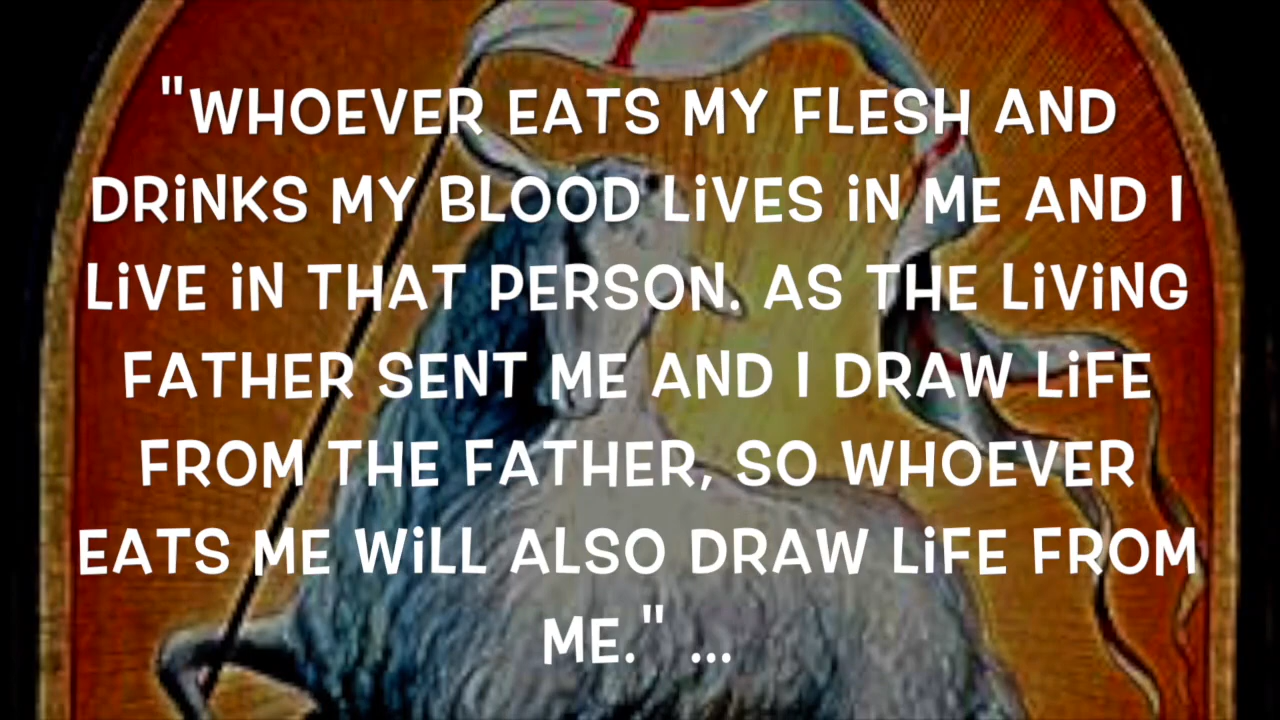 "WHOEVER EATS MY FLESH AND
DRiNKS MY BLOOD LiVES iN ME AND I
LiVE iN THAT PERSON. AS THE LiViNG
FATHER SENT ME AND I DRAW LiFE
FROM THE FATHER, SO WHOEVER
EATS ME WiLL ALSO DRAW LiFE FROM
ME." ...